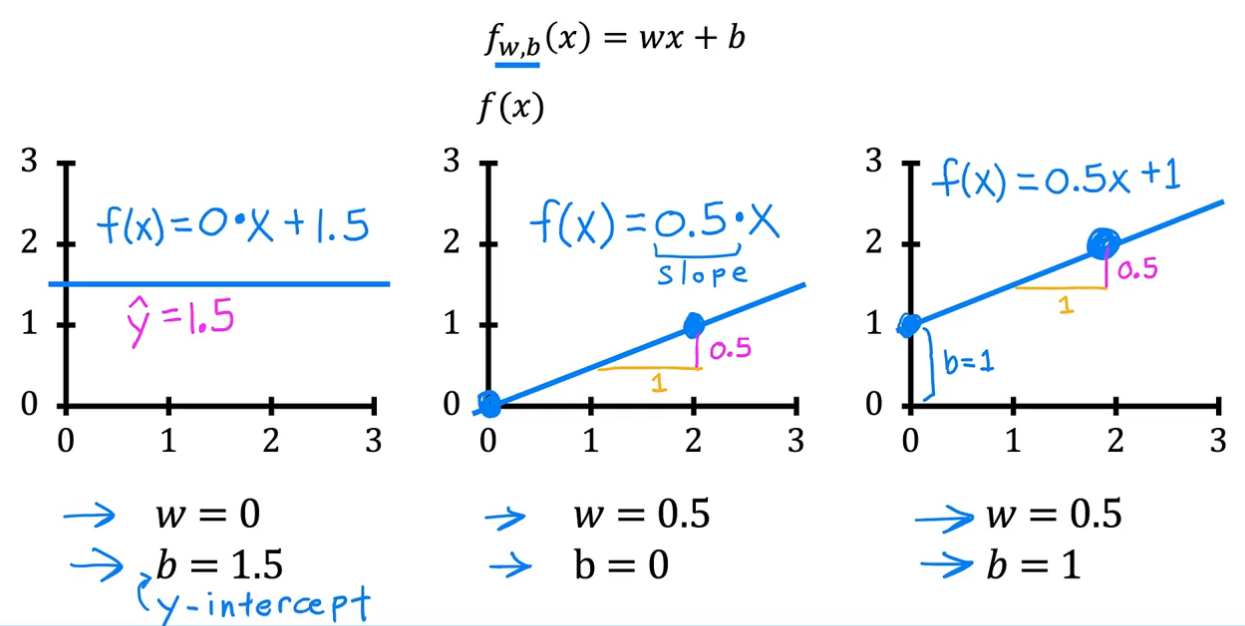 f_{w,b}(x) = wx + b
f(x)
3
2
1
0
0 1 2 3
f(x)=0•x+1.5
ŷ=1.5
→ w = 0
→ b = 1.5
y-intercept
3
2
1
0
0 1 2 3
f(x)=0.5•x
slope
0.5
1
→ w = 0.5
→ b = 0
3
2
1
0
0 1 2 3
f(x)=0.5x+1
0.5
1
b=1
→ w = 0.5
→ b = 1